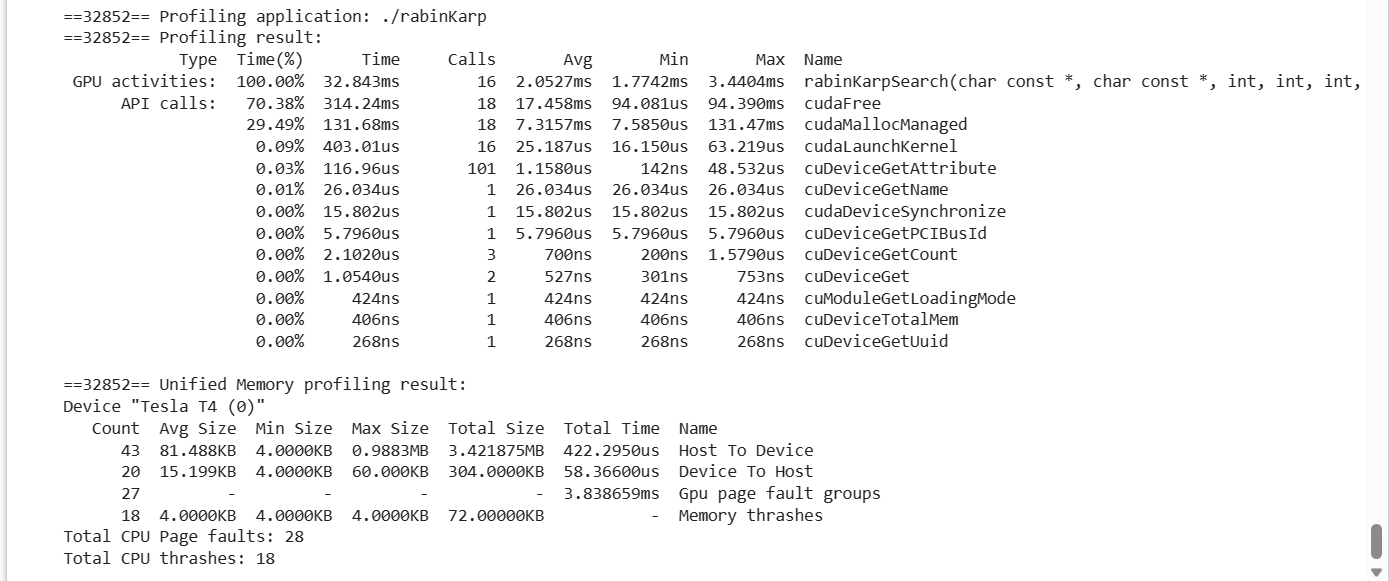 ==32852== Profiling application: ./rabinKarp
==32852== Profiling result:
            Type  Time(%)      Time     Calls       Avg       Min       Max  Name
 GPU activities:  100.00%  32.843ms        16  2.0527ms  1.7742ms  3.4404ms  rabinKarpSearch(char const *, char const *, int, int, int,
      API calls:   70.38%  314.24ms        18  17.458ms  94.081us  94.390ms  cudaFree
                   29.49%  131.68ms        18  7.3157ms  7.5850us  131.47ms  cudaMallocManaged
                    0.09%  403.01us        16  25.187us  16.150us  63.219us  cudaLaunchKernel
                    0.03%  116.96us       101  1.1580us     142ns  48.532us  cuDeviceGetAttribute
                    0.01%  26.034us         1  26.034us  26.034us  26.034us  cuDeviceGetName
                    0.00%  15.802us         1  15.802us  15.802us  15.802us  cudaDeviceSynchronize
                    0.00%  5.7960us         1  5.7960us  5.7960us  5.7960us  cuDeviceGetPCIBusId
                    0.00%  2.1020us         3     700ns     200ns  1.5790us  cuDeviceGetCount
                    0.00%  1.0540us         2     527ns     301ns     753ns  cuDeviceGet
                    0.00%     424ns         1     424ns     424ns     424ns  cuModuleGetLoadingMode
                    0.00%     406ns         1     406ns     406ns     406ns  cuDeviceTotalMem
                    0.00%     268ns         1     268ns     268ns     268ns  cuDeviceGetUuid
==32852== Unified Memory profiling result:
Device "Tesla T4 (0)"
   Count  Avg Size  Min Size  Max Size  Total Size  Total Time  Name
      43  81.488KB  4.0000KB  0.9883MB  3.421875MB  422.2950us  Host To Device
      20  15.199KB  4.0000KB  60.000KB  304.0000KB  58.36600us  Device To Host
      27         -         -         -           -  3.838659ms  Gpu page fault groups
      18  4.0000KB  4.0000KB  4.0000KB  72.00000KB           -  Memory thrashes
Total CPU Page faults: 28
Total CPU thrashes: 18